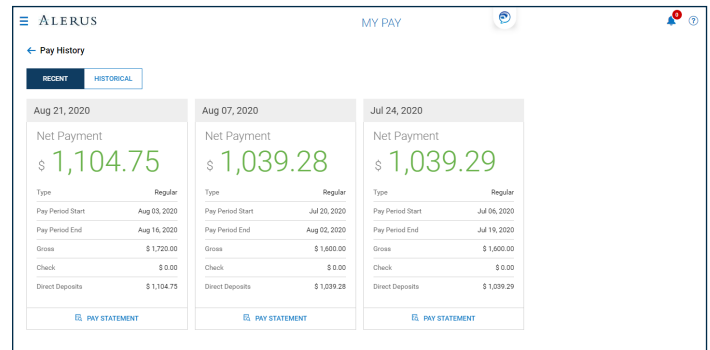 ALERUS
MY PAY
0
?
← Pay History
RECENT
HISTORICAL
Aug 21, 2020
Net Payment
$ 1,104.75
Type Regular
Pay Period Start Aug 03, 2020
Pay Period End Aug 16, 2020
Gross $ 1,720.00
Check $ 0.00
Direct Deposits $ 1,104.75
PAY STATEMENT
Aug 07, 2020
Net Payment
$ 1,039.28
Type Regular
Pay Period Start Jul 20, 2020
Pay Period End Aug 02, 2020
Gross $ 1,600.00
Check $ 0.00
Direct Deposits $ 1,039.28
PAY STATEMENT
Jul 24, 2020
Net Payment
$ 1,039.29
Type Regular
Pay Period Start Jul 06, 2020
Pay Period End Jul 19, 2020
Gross $ 1,600.00
Check $ 0.00
Direct Deposits $ 1,039.29
PAY STATEMENT